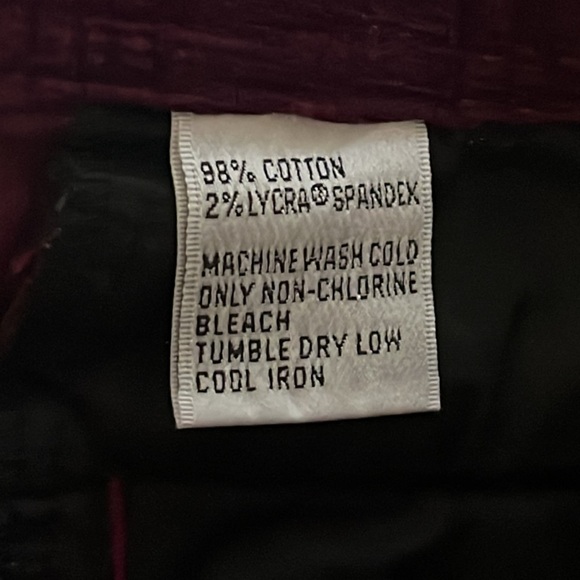 98% COTTON
2% LYCRA® SPANDEX
MACHINE WASH COLD
ONLY NON-CHLORINE
BLEACH
TUMBLE DRY LOW
COOL IRON